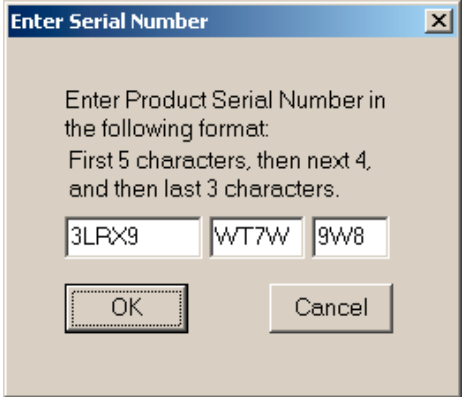 Enter Serial Number
Enter Product Serial Number in
the following format:
First 5 characters, then next 4,
and then last 3 characters.
3LRX9 WT7W 9W8
OK Cancel